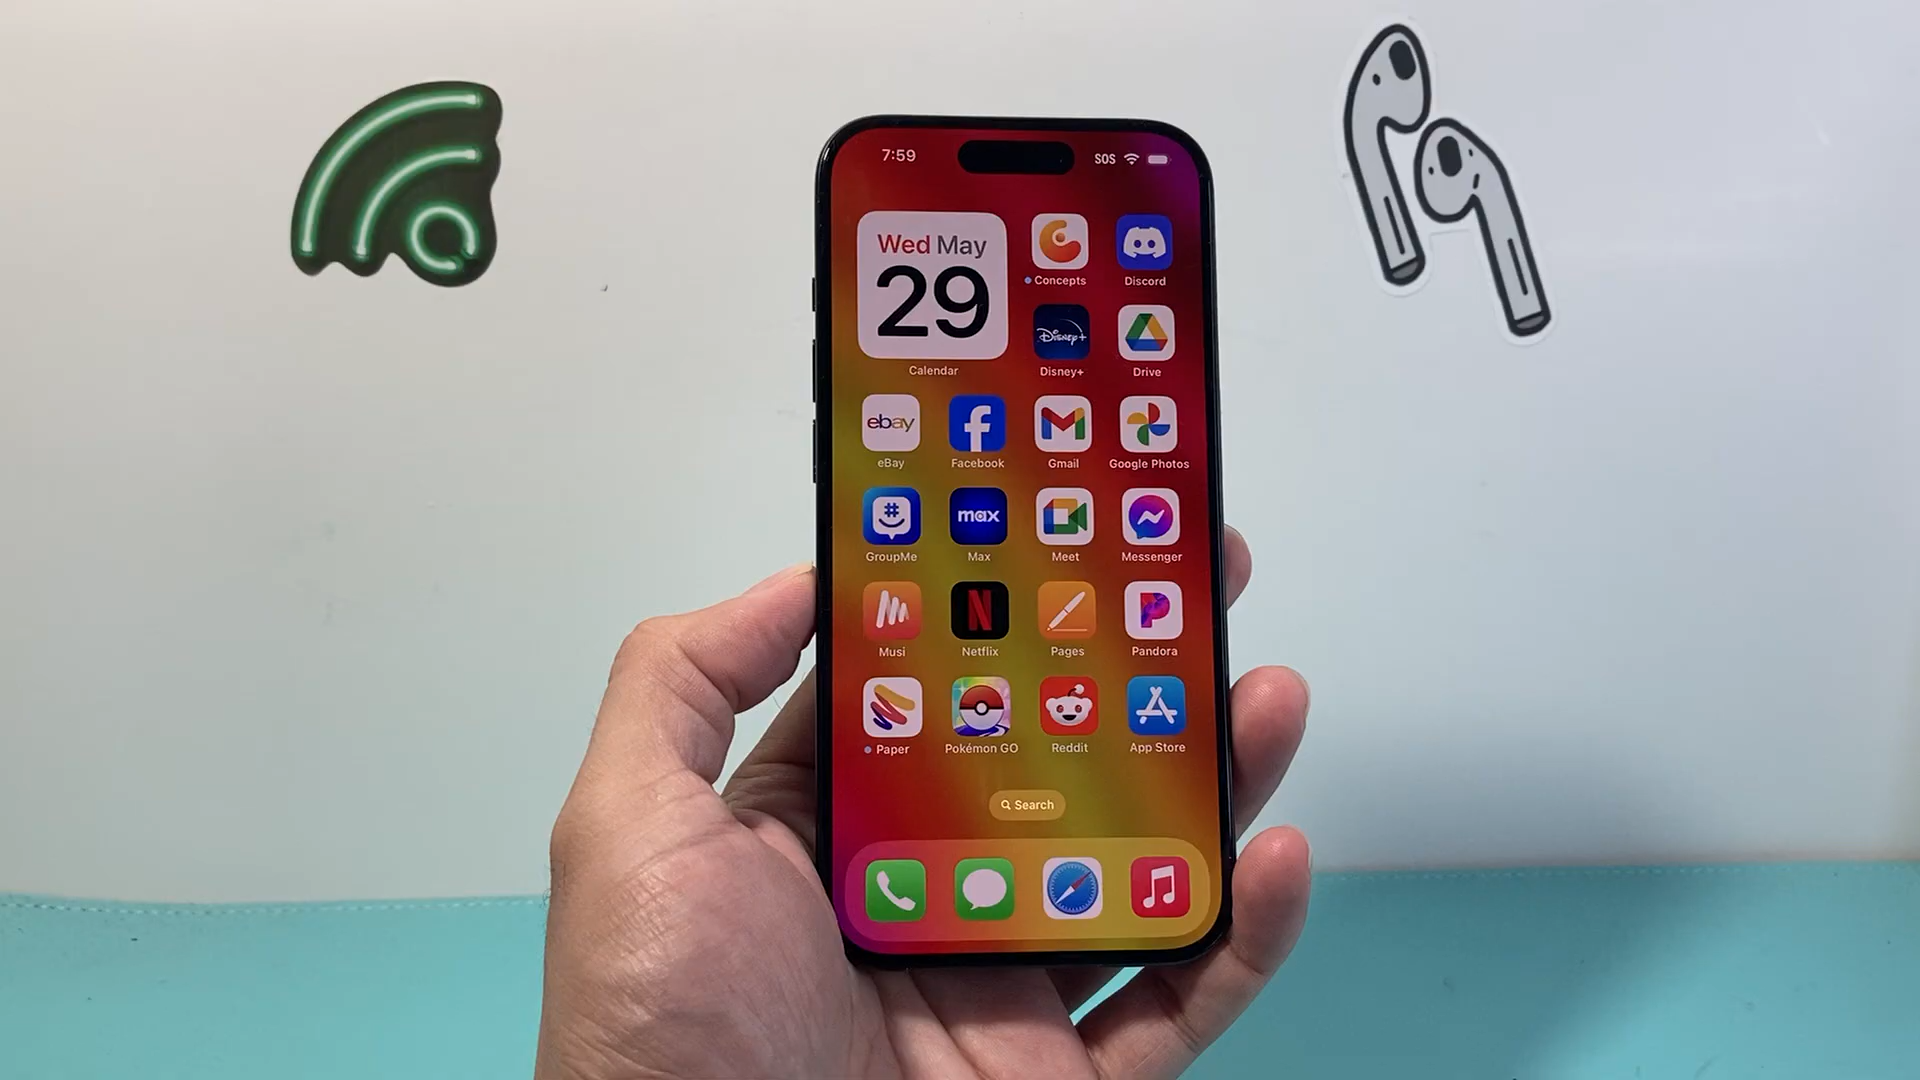 7:59
SOS
Wed May
29
Calendar
Concepts
Discord
Disney+
Disney+
Drive
ebay
eBay
Facebook
Gmail
Google Photos
#
max
GroupMe
Max
Meet
Messenger
Musi
Netflix
Pages
Pandora
Paper
Pokémon GO
Reddit
App Store
Search